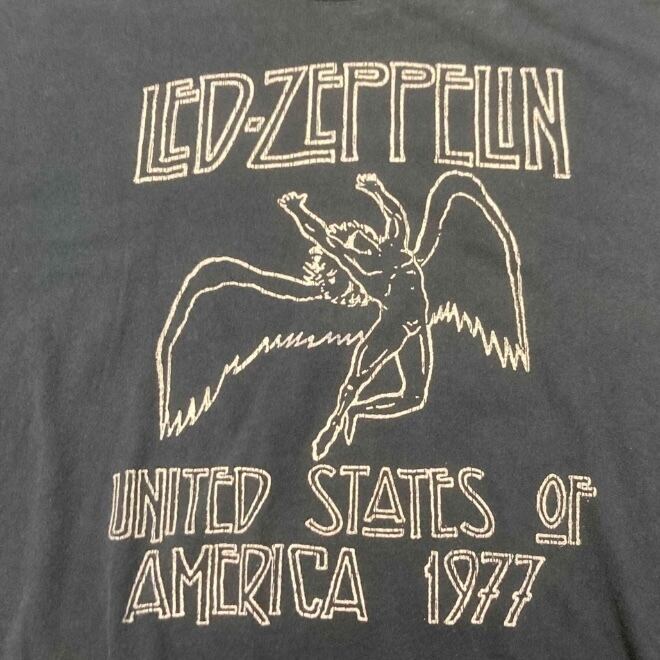 LED-ZEPPELIN
UNITED STATES OF
AMERICA 1977